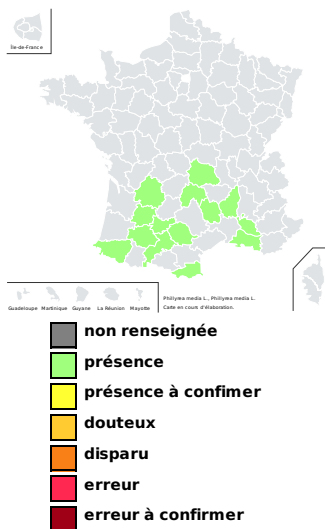 Île-de-France
Guadeloupe Martinique Guyane La Réunion Mayotte
Phillyrea media L., Phillyrea media L.
Carte en cours d'élaboration.
non renseignée
présence
présence à confimer
douteux
disparu
erreur
erreur à confirmer